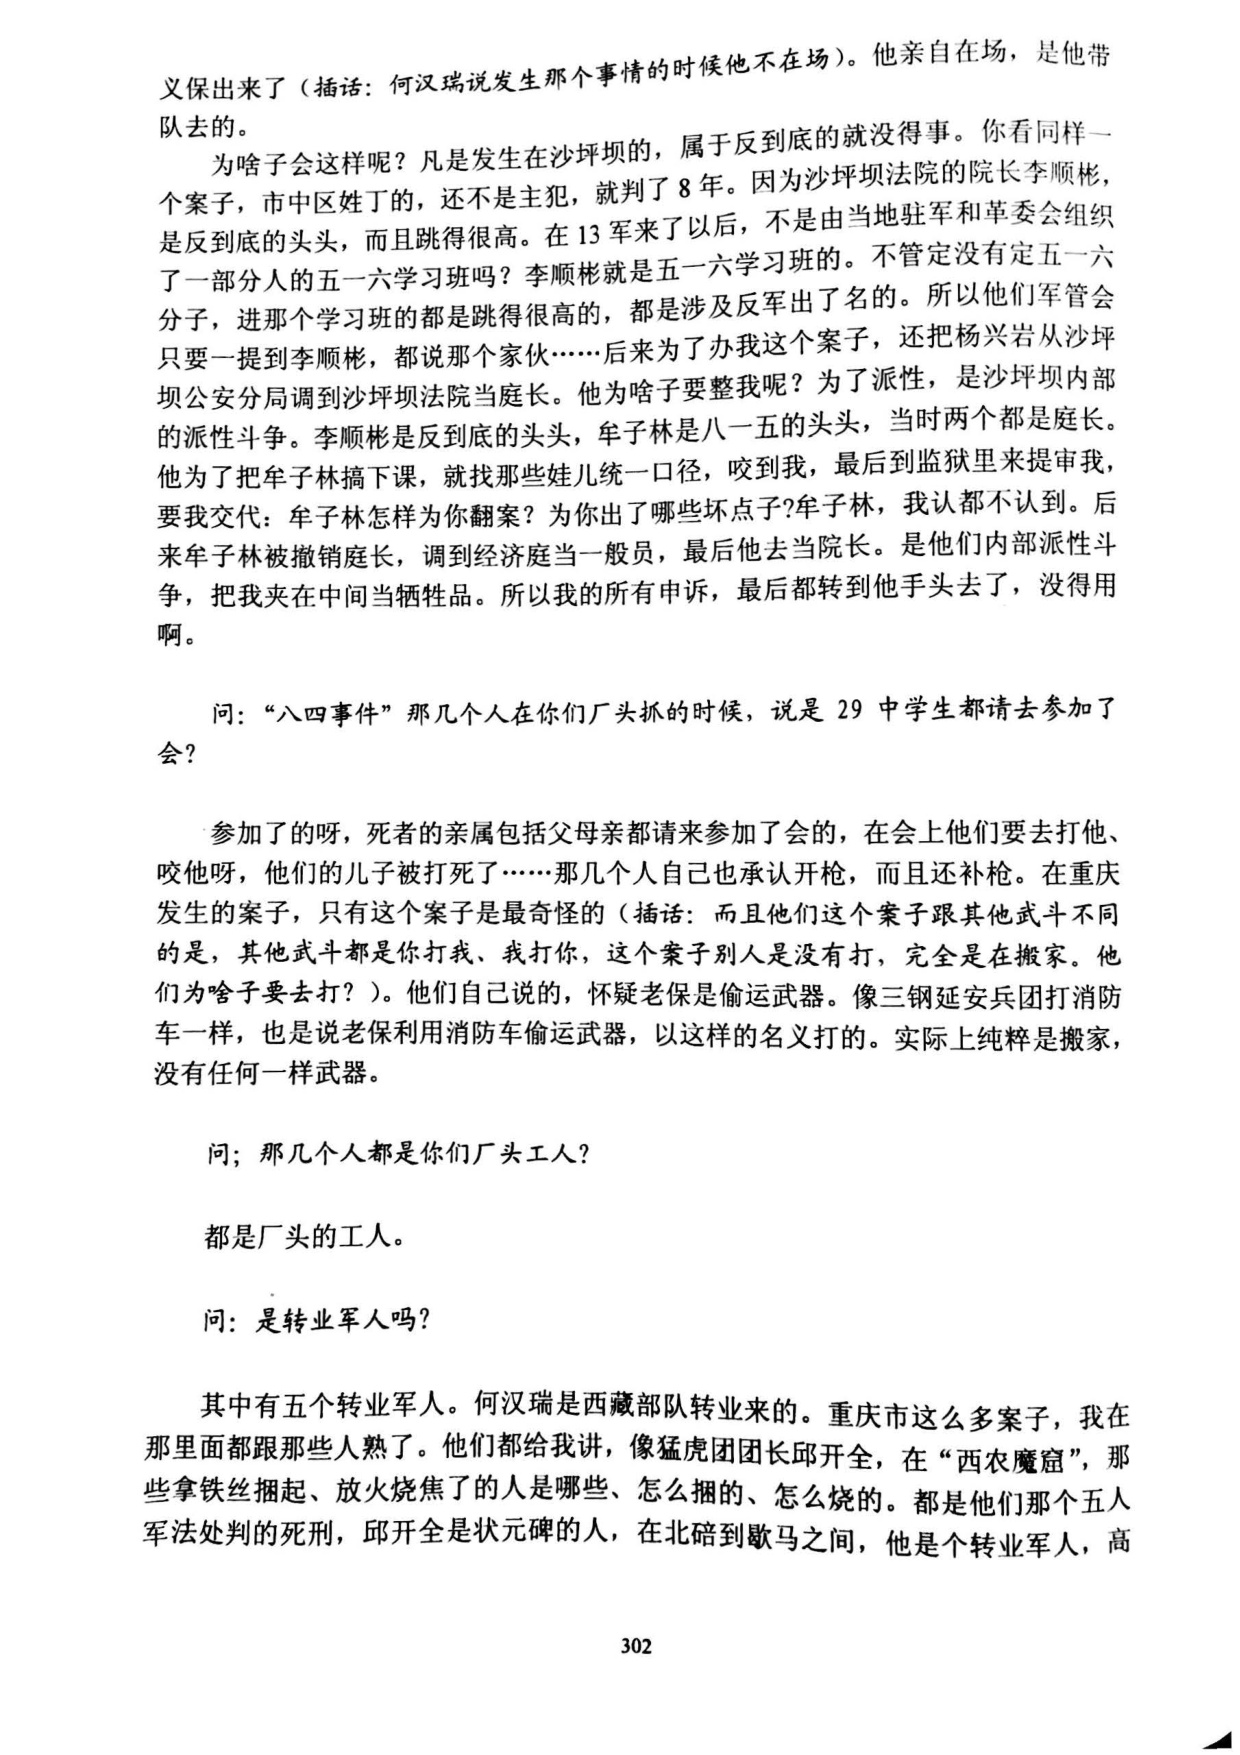 义保出来了（插话：何汉瑞说发生那个事情的时候他不在场）。他亲自在场，是他带
队去的。
为啥子会这样呢？凡是发生在沙坪坝的，属于反到底的就没得事。你看同样一
个案子，市中区姓丁的，还不是主犯，就判了 8 年。因为沙坪坝法院的院长李顺彬，
是反到底的头头，而且跳得很高。在 13 军来了以后，不是由当地驻军和革委会组织
了一部分人的五一六学习班吗？李顺彬就是五一六学习班的。不管定没有定五一六
分子，进那个学习班的都是跳得很高的，都是涉及反军出了名的。所以他们军管会
只要一提到李顺彬，都说那个家伙……后来为了办我这个案子，还把杨兴岩从沙坪
坝公安分局调到沙坪坝法院当庭长。他为啥子要整我呢？为了派性，是沙坪坝内部
的派性斗争。李顺彬是反到底的头头，牟子林是八一五的头头，当时两个都是庭长。
他为了把牟子林搞下课，就找那些娃儿统一口径，咬到我，最后到监狱里来提审我，
要我交代：牟子林怎样为你翻案？为你出了哪些坏点子?牟子林，我认都不认到。后
来牟子林被撤销庭长，调到经济庭当一般员，最后他去当院长。是他们内部派性斗
争，把我夹在中间当牺牲品。所以我的所有申诉，最后都转到他手头去了，没得用
啊。
问：“八四事件”那几个人在你们厂头抓的时候，说是 29 中学生都请去参加了
会？
参加了的呀，死者的亲属包括父母亲都请来参加了会的，在会上他们要去打他、
咬他呀，他们的儿子被打死了……那几个人自己也承认开枪，而且还补枪。在重庆
发生的案子，只有这个案子是最奇怪的（插话：而且他们这个案子跟其他武斗不同
的是，其他武斗都是你打我、我打你，这个案子别人是没有打，完全是在搬家。他
们为啥子要去打？）。他们自己说的，怀疑老保是偷运武器。像三钢延安兵团打消防
车一样，也是说老保利用消防车偷运武器，以这样的名义打的。实际上纯粹是搬家，
没有任何一样武器。
问；那几个人都是你们厂头工人？
都是厂头的工人。
问：是转业军人吗？
其中有五个转业军人。何汉瑞是西藏部队转业来的。重庆市这么多案子，我在
那里面都跟那些人熟了。他们都给我讲，像猛虎团团长邱开全，在“西农魔窟”，那
些拿铁丝捆起、放火烧焦了的人是哪些、怎么捆的、怎么烧的。都是他们那个五人
军法处判的死刑，邱开全是状元碑的人，在北碚到歇马之间，他是个转业军人，高
302